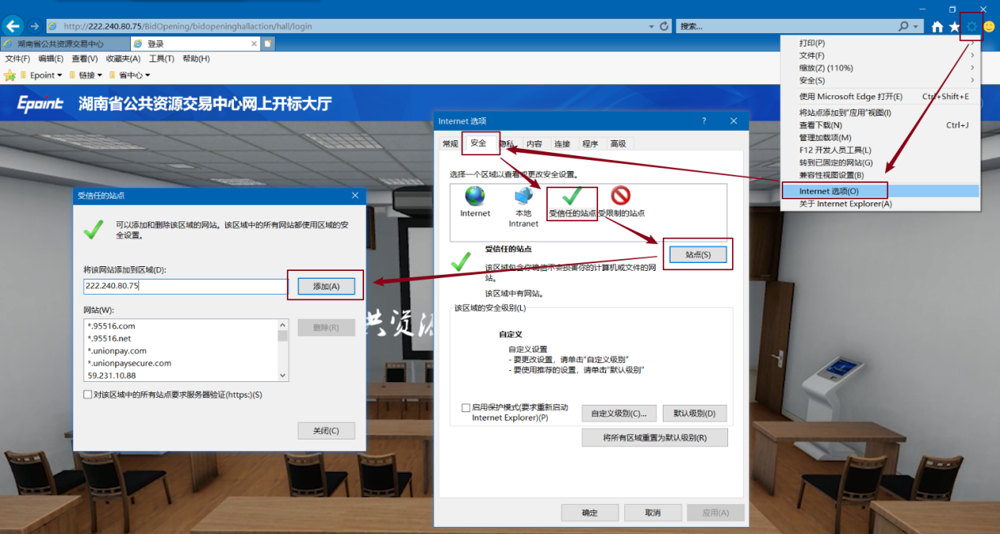 http://222.240.80.75/BidOpening/bidopeninghallaction/hall/login
搜索...
湖南省公共资源交易中心
登录
文件(F) 编辑(E) 查看(V) 收藏夹(A) 工具(T) 帮助(H)
Epoint 链接 省中心
Epoint 湖南省公共资源交易中心网上开标大厅
打印(P)
文件(F)
缩放(Z) (110%)
安全(S)
使用 Microsoft Edge 打开(E) Ctrl+Shift+E
将站点添加到“应用”视图(I)
查看下载(N) Ctrl+J
管理加载项(M)
F12 开发人员工具(L)
转到已固定的网站(G)
兼容性视图设置(B)
Internet 选项(O)
关于 Internet Explorer(A)
Internet 选项
常规 安全 隐私 内容 连接 程序 高级
选择一个区域以查看或更改安全设置。
Internet
本地
Intranet
受信任的站点
受限制的站点
受信任的站点
站点(S)
该区域包含你确信不会损害你的计算机或文件的网
站。
该区域中有网站。
该区域的安全级别(L)
自定义
自定义设置
- 要更改设置，请单击“自定义级别”
- 要使用推荐的设置，请单击“默认级别”
启用保护模式(要求重新启动
Internet Explorer)(P)
自定义级别(C)...
默认级别(D)
将所有区域重置为默认级别(R)
确定
取消
应用(A)
受信任的站点
可以添加和删除该区域的网站。该区域中的所有网站都使用区域的安
全设置。
将该网站添加到区域(D):
222.240.80.75
添加(A)
网站(W):
*.95516.com
*.95516.net
*.unionpay.com
*.unionpaysecure.com
59.231.10.88
删除(R)
对该区域中的所有站点要求服务器验证(https:)(S)
关闭(C)
共资源